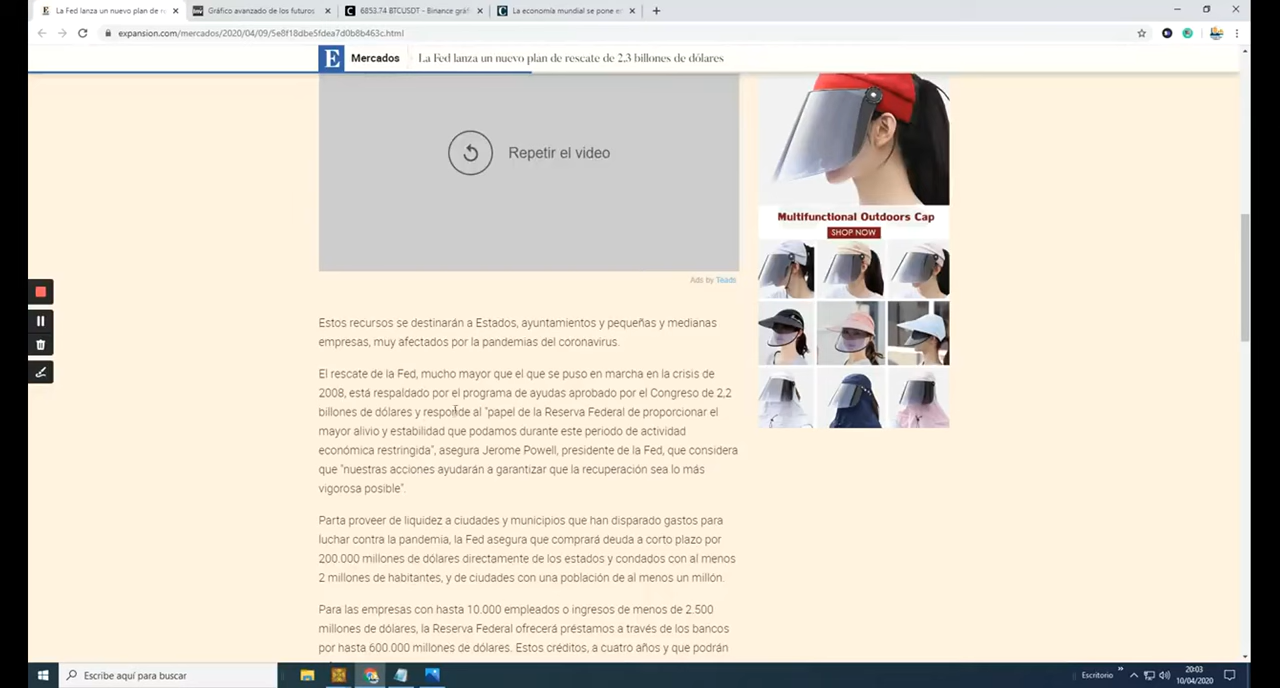 La Fed lanza un nuevo plan de re
Gráfico avanzado de los futuros
6853.74 BTCUSDT - Binance grá
La economía mundial se pone e
expansion.com/mercados/2020/04/09/5e8f18dbe5fdea7d0b8b463c.html
E Mercados La Fed lanza un nuevo plan de rescate de 2,3 billones de dólares
Repetir el video
Multifunctional Outdoors Cap
SHOP NOW
Ads by Teads
Estos recursos se destinarán a Estados, ayuntamientos y pequeñas y medianas
empresas, muy afectados por la pandemias del coronavirus.
El rescate de la Fed, mucho mayor que el que se puso en marcha en la crisis de
2008, está respaldado por el programa de ayudas aprobado por el Congreso de 2,2
billones de dólares y responde al "papel de la Reserva Federal de proporcionar el
mayor alivio y estabilidad que podamos durante este periodo de actividad
económica restringida", asegura Jerome Powell, presidente de la Fed, que considera
que "nuestras acciones ayudarán a garantizar que la recuperación sea lo más
vigorosa posible".
Parta proveer de liquidez a ciudades y municipios que han disparado gastos para
luchar contra la pandemia, la Fed asegura que comprará deuda a corto plazo por
200.000 millones de dólares directamente de los estados y condados con al menos
2 millones de habitantes, y de ciudades con una población de al menos un millón.
Para las empresas con hasta 10.000 empleados o ingresos de menos de 2.500
millones de dólares, la Reserva Federal ofrecerá préstamos a través de los bancos
por hasta 600.000 millones de dólares. Estos créditos, a cuatro años y que podrán
Escribe aquí para buscar
Escritorio
20:03
10/04/2020